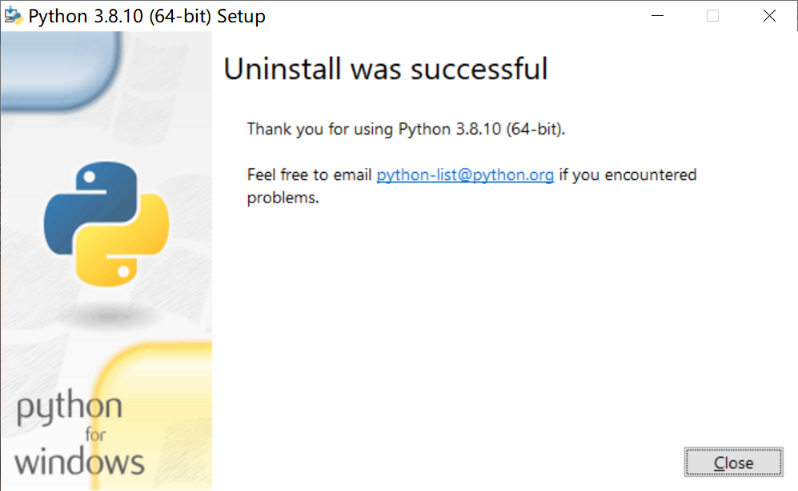 Python 3.8.10 (64-bit) Setup
Uninstall was successful
Thank you for using Python 3.8.10 (64-bit).
Feel free to email python-list@python.org if you encountered
problems.
python
for
windows
Close